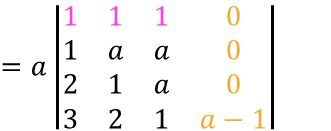 1 1 1 0
1 a a 0
= a
2 1 a 0
3 2 1 a − 1